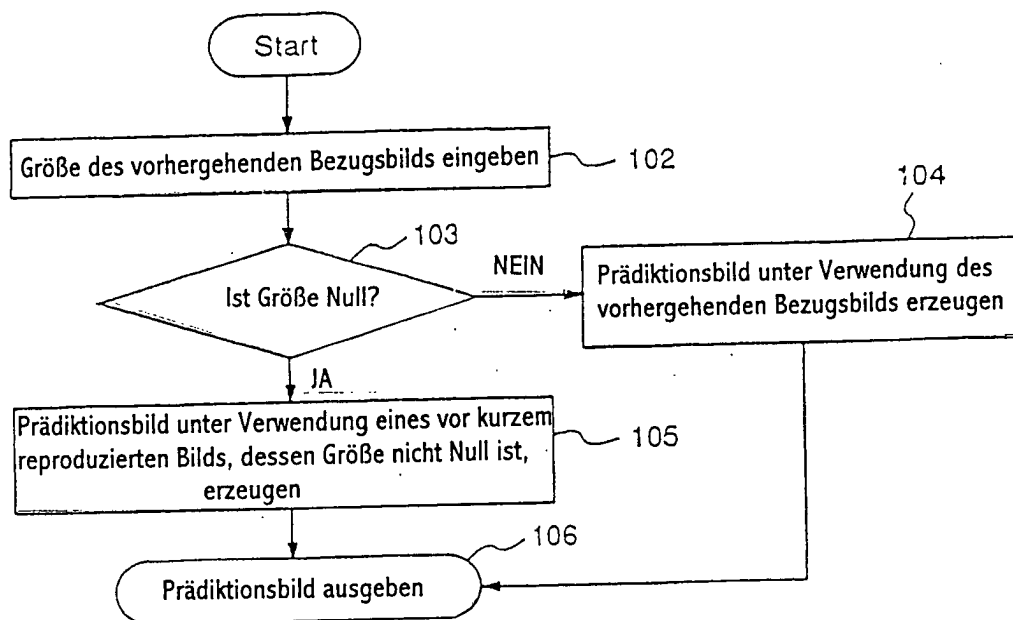 Start
Größe des vorhergehenden Bezugsbilds eingeben
102
103
Ist Größe Null?
NEIN
104
Prädiktionsbild unter Verwendung des
vorhergehenden Bezugsbilds erzeugen
JA
Prädiktionsbild unter Verwendung eines vor kurzem
reproduzierten Bilds, dessen Größe nicht Null ist,
erzeugen
105
106
Prädiktionsbild ausgeben